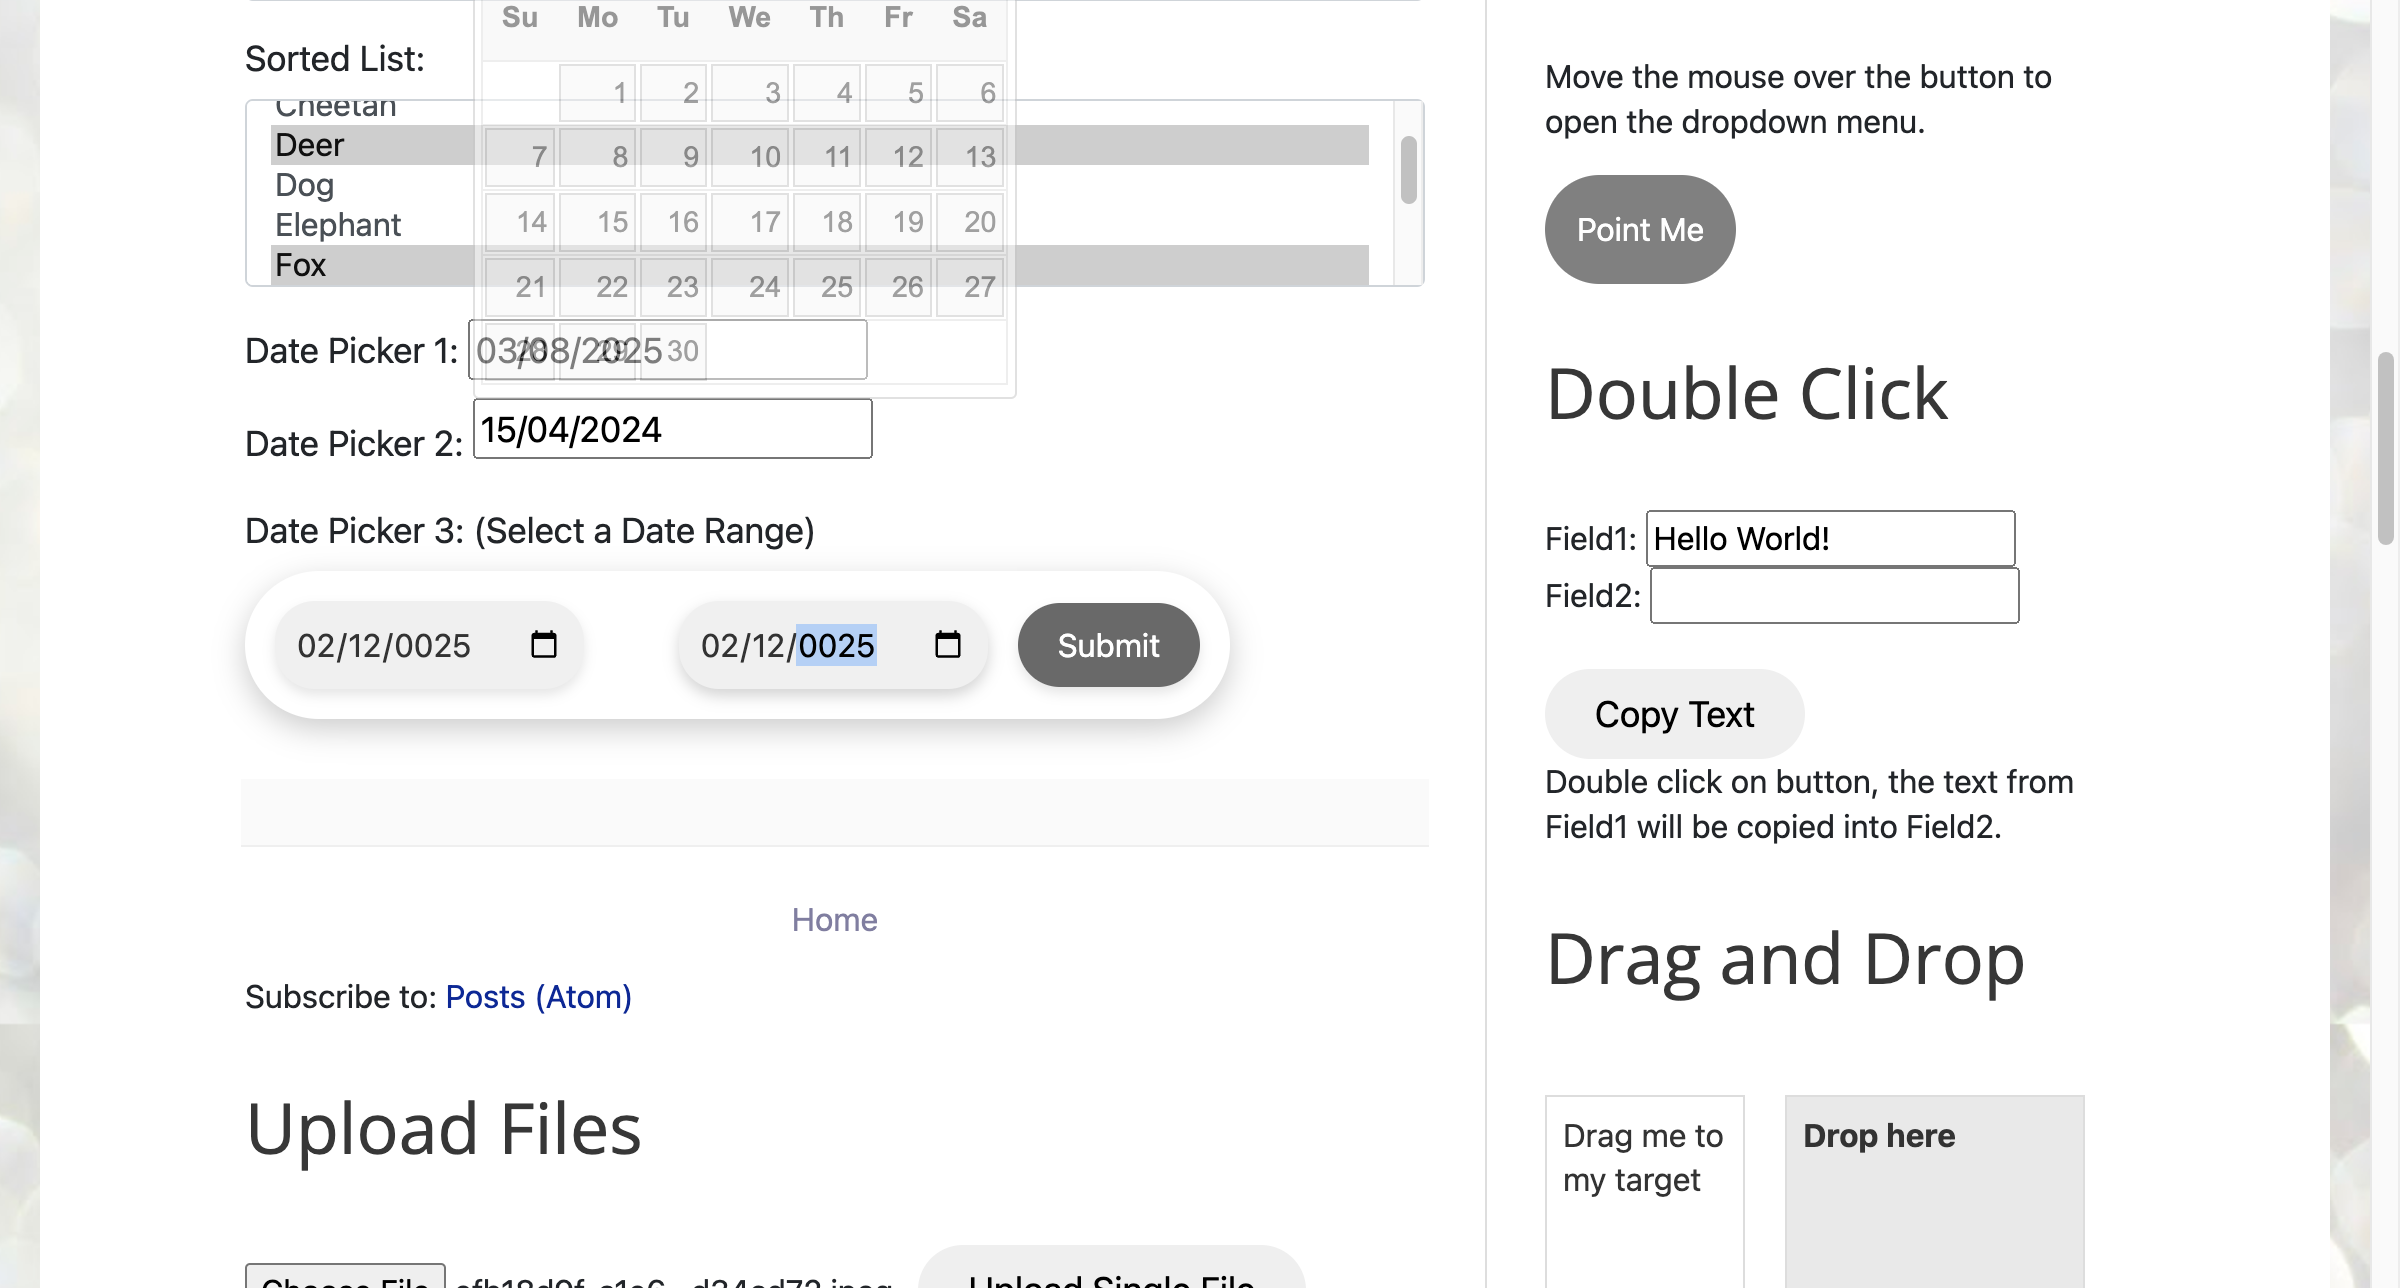 Su Mo Tu We Th Fr Sa
Sorted List:
1 2 3 4 5 6
Cheetah
Deer
7 8 9 10 11 12 13
Dog
Elephant
14 15 16 17 18 19 20
Fox
21 22 23 24 25 26 27
Date Picker 1: 03/08/2025
28 29 30
Date Picker 2: 15/04/2024
Date Picker 3: (Select a Date Range)
02/12/0025 02/12/0025 Submit
Home
Subscribe to: Posts (Atom)
Upload Files
Choose File
Upload Single File
Move the mouse over the button to
open the dropdown menu.
Point Me
Double Click
Field1: Hello World!
Field2:
Copy Text
Double click on button, the text from
Field1 will be copied into Field2.
Drag and Drop
Drag me to
my target
Drop here